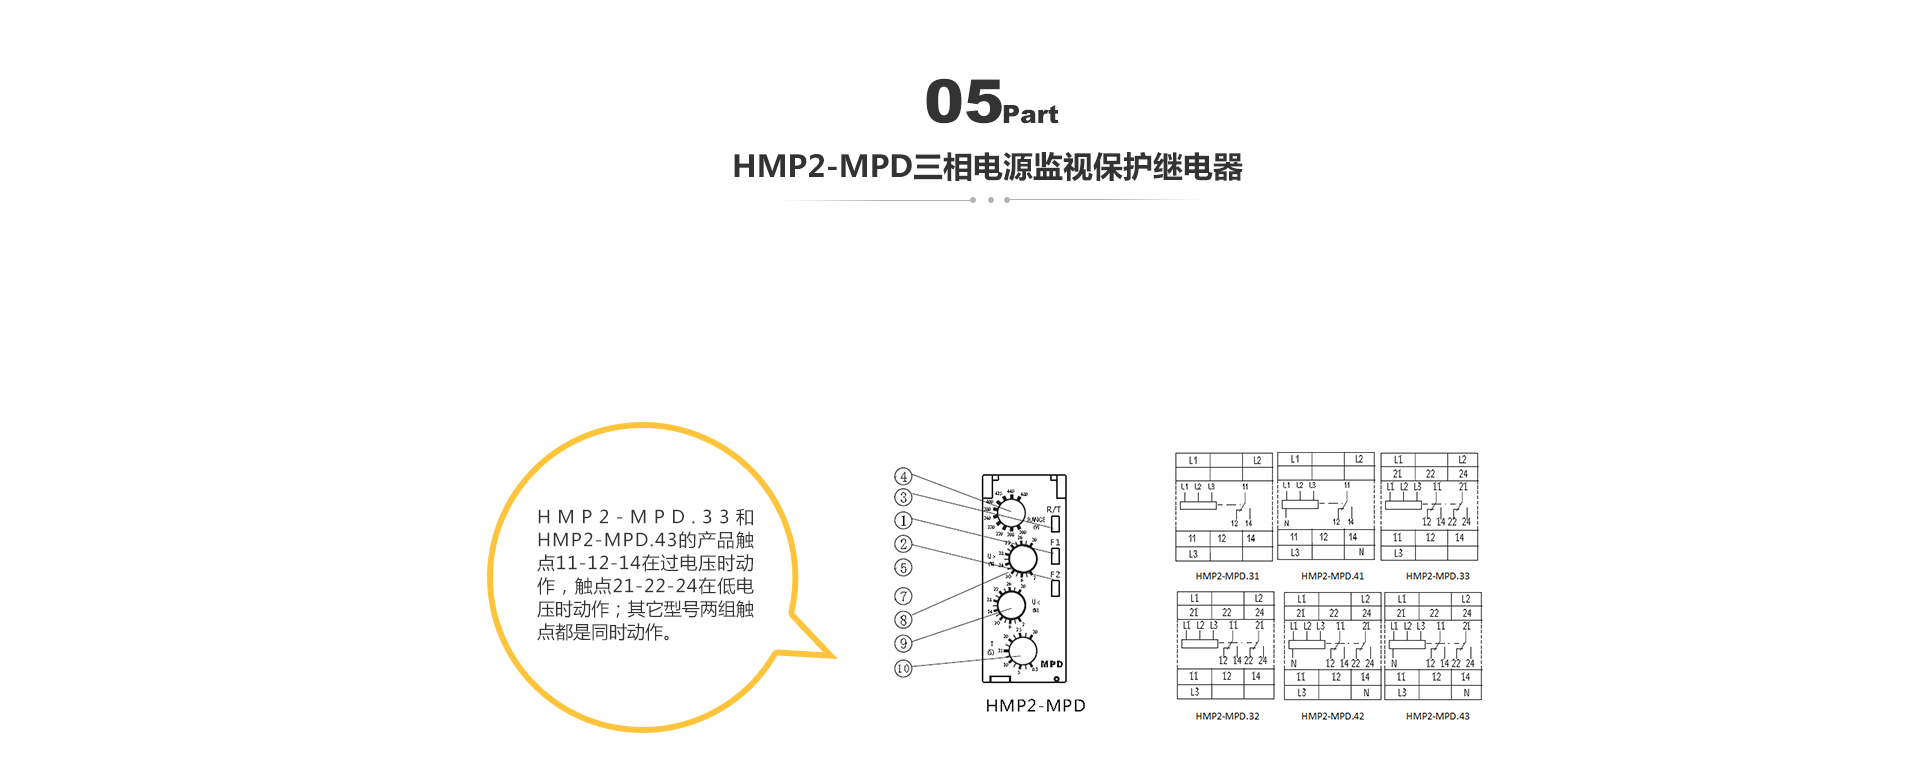 05Part
HMP2-MPD三相电源监视保护继电器
HMP2-MPD.33和
HMP2-MPD.43的产品触
点11-12-14在过电压时动
作，触点21-22-24在低电
压时动作；其它型号两组触
点都是同时动作。
④
③
①
②
⑤
⑦
⑧
⑨
⑩
R/T
RANGE
(V)
F1
U>
(%)
F2
U<
(%)
T
(S)
MPD
HMP2-MPD
L1 L2
L1 L2 L3 11
12 14
11 12 14
L3
HMP2-MPD.31
L1 L2
L1 L2 L3 11
N 12 14
11 12 14
L3 N
HMP2-MPD.41
L1 L2
21 22 24
L1 L2 L3 11 21
12 14 22 24
11 12 14
L3
HMP2-MPD.33
L1 L2
21 22 24
L1 L2 L3 11 21
12 14 22 24
11 12 14
L3
HMP2-MPD.32
L1 L2
21 22 24
L1 L2 L3 11 21
N 12 14 22 24
11 12 14
L3 N
HMP2-MPD.42
L1 L2
21 22 24
L1 L2 L3 11 21
N 12 14 22 24
11 12 14
L3 N
HMP2-MPD.43